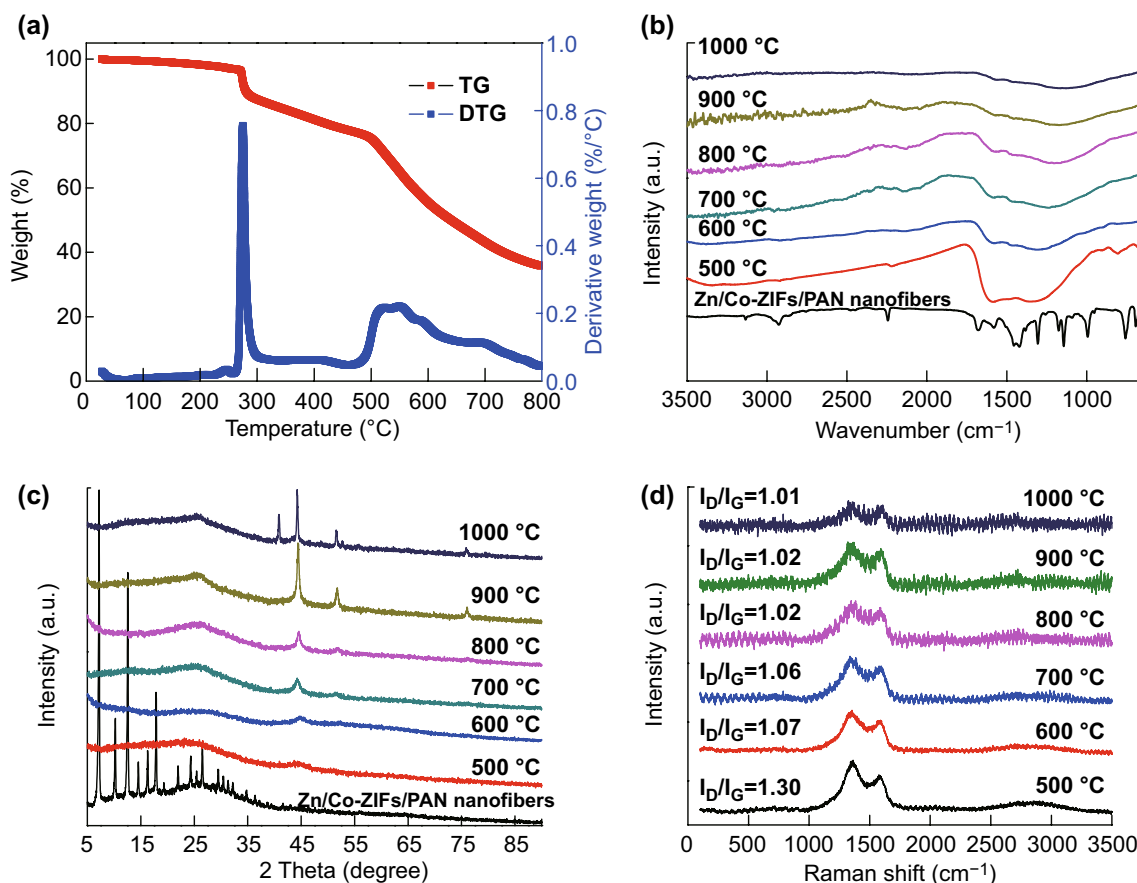 (a)
100
80
60
40
20
0
Weight (%)
1.0
0.8
0.6
0.4
0.2
0.0
Derivative weight (%/°C)
TG
DTG
0 100 200 300 400 500 600 700 800
Temperature (°C)
(b)
Intensity (a.u.)
1000 °C
900 °C
800 °C
700 °C
600 °C
500 °C
Zn/Co-ZIFs/PAN nanofibers
3500 3000 2500 2000 1500 1000
Wavenumber (cm⁻¹)
(c)
Intensity (a.u.)
1000 °C
900 °C
800 °C
700 °C
600 °C
500 °C
Zn/Co-ZIFs/PAN nanofibers
5 15 25 35 45 55 65 75 85
2 Theta (degree)
(d)
Intensity (a.u.)
I_D/I_G=1.01 1000 °C
I_D/I_G=1.02 900 °C
I_D/I_G=1.02 800 °C
I_D/I_G=1.06 700 °C
I_D/I_G=1.07 600 °C
I_D/I_G=1.30 500 °C
0 500 1000 1500 2000 2500 3000 3500
Raman shift (cm⁻¹)